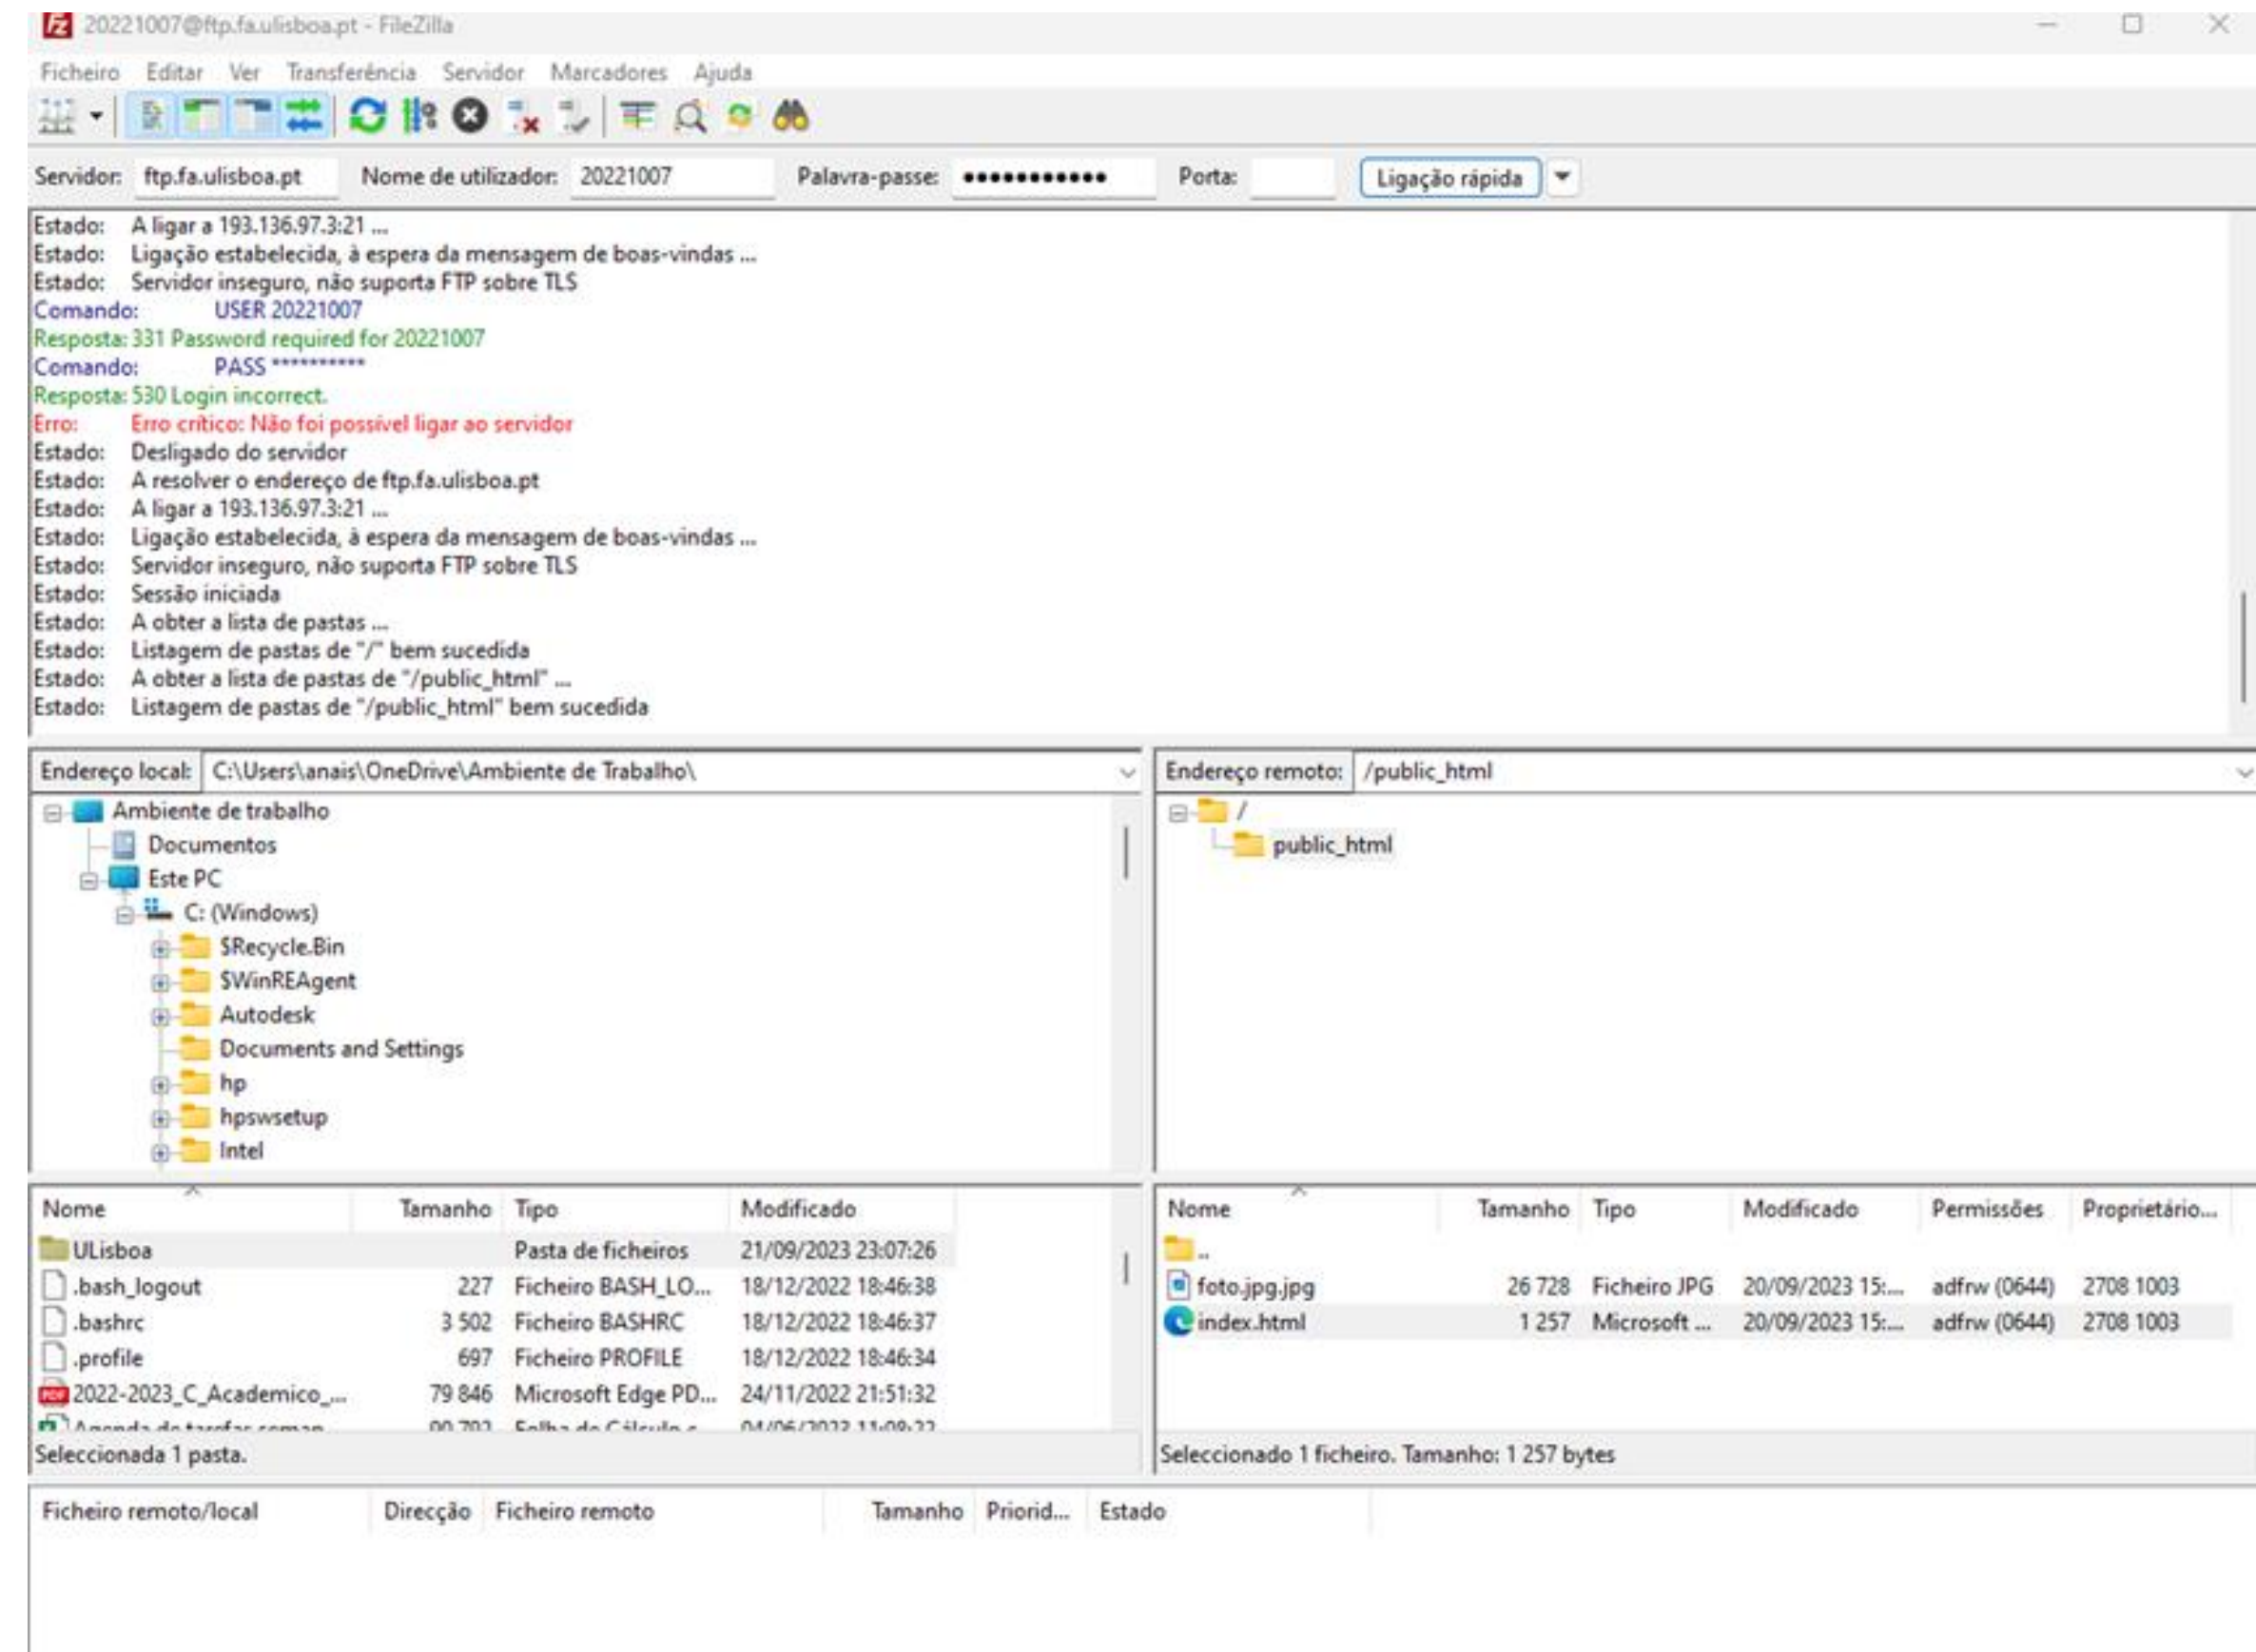 20221007@ftp.fa.ulisboa.pt - FileZilla
Ficheiro Editar Ver Transferência Servidor Marcadores Ajuda
Servidor: ftp.fa.ulisboa.pt Nome de utilizador: 20221007 Palavra-passe: ●●●●●●●●●●● Porta: Ligação rápida
Estado: A ligar a 193.136.97.3:21 ...
Estado: Ligação estabelecida, à espera da mensagem de boas-vindas ...
Estado: Servidor inseguro, não suporta FTP sobre TLS
Comando: USER 20221007
Resposta: 331 Password required for 20221007
Comando: PASS **********
Resposta: 530 Login incorrect.
Erro: Erro crítico: Não foi possível ligar ao servidor
Estado: Desligado do servidor
Estado: A resolver o endereço de ftp.fa.ulisboa.pt
Estado: A ligar a 193.136.97.3:21 ...
Estado: Ligação estabelecida, à espera da mensagem de boas-vindas ...
Estado: Servidor inseguro, não suporta FTP sobre TLS
Estado: Sessão iniciada
Estado: A obter a lista de pastas ...
Estado: Listagem de pastas de "/" bem sucedida
Estado: A obter a lista de pastas de "/public_html" ...
Estado: Listagem de pastas de "/public_html" bem sucedida
Endereço local: C:\Users\anais\OneDrive\Ambiente de Trabalho\
Ambiente de trabalho
Documentos
Este PC
C: (Windows)
$Recycle.Bin
$WinREAgent
Autodesk
Documents and Settings
hp
hpswsetup
Intel
Endereço remoto: /public_html
/
public_html
Nome Tamanho Tipo Modificado
ULisboa Pasta de ficheiros 21/09/2023 23:07:26
.bash_logout 227 Ficheiro BASH_LO... 18/12/2022 18:46:38
.bashrc 3 502 Ficheiro BASHRC 18/12/2022 18:46:37
.profile 697 Ficheiro PROFILE 18/12/2022 18:46:34
2022-2023_C_Academico_... 79 846 Microsoft Edge PD... 24/11/2022 21:51:32
Seleccionada 1 pasta.
Nome Tamanho Tipo Modificado Permissões Proprietário...
..
foto.jpg.jpg 26 728 Ficheiro JPG 20/09/2023 15:... adfrw (0644) 2708 1003
index.html 1 257 Microsoft ... 20/09/2023 15:... adfrw (0644) 2708 1003
Seleccionado 1 ficheiro. Tamanho: 1 257 bytes
Ficheiro remoto/local Direcção Ficheiro remoto Tamanho Priorid... Estado